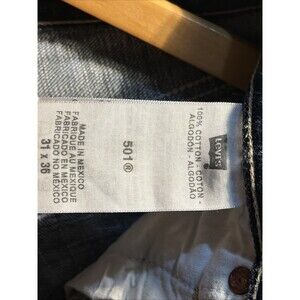 Levi's
100% COTTON - COTON -
ALGODÓN - ALGODÃO
501®
MADE IN MEXICO
FABRIQUE AU MEXIQUE
FABRICADO EN MEXICO
FABRICADO NO MÉXICO
31 x 36